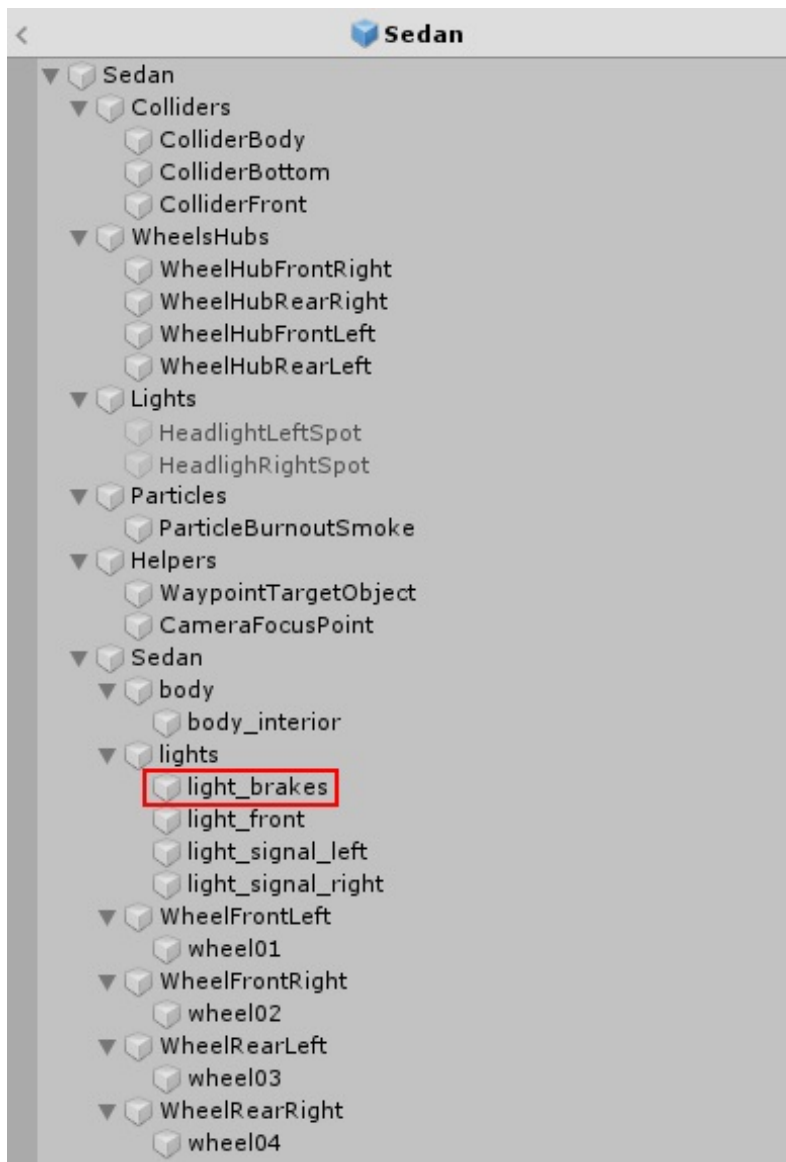 Sedan
Sedan
Colliders
ColliderBody
ColliderBottom
ColliderFront
WheelsHubs
WheelHubFrontRight
WheelHubRearRight
WheelHubFrontLeft
WheelHubRearLeft
Lights
HeadlightLeftSpot
HeadlighRightSpot
Particles
ParticleBurnoutSmoke
Helpers
WaypointTargetObject
CameraFocusPoint
Sedan
body
body_interior
lights
light_brakes
light_front
light_signal_left
light_signal_right
WheelFrontLeft
wheel01
WheelFrontRight
wheel02
WheelRearLeft
wheel03
WheelRearRight
wheel04